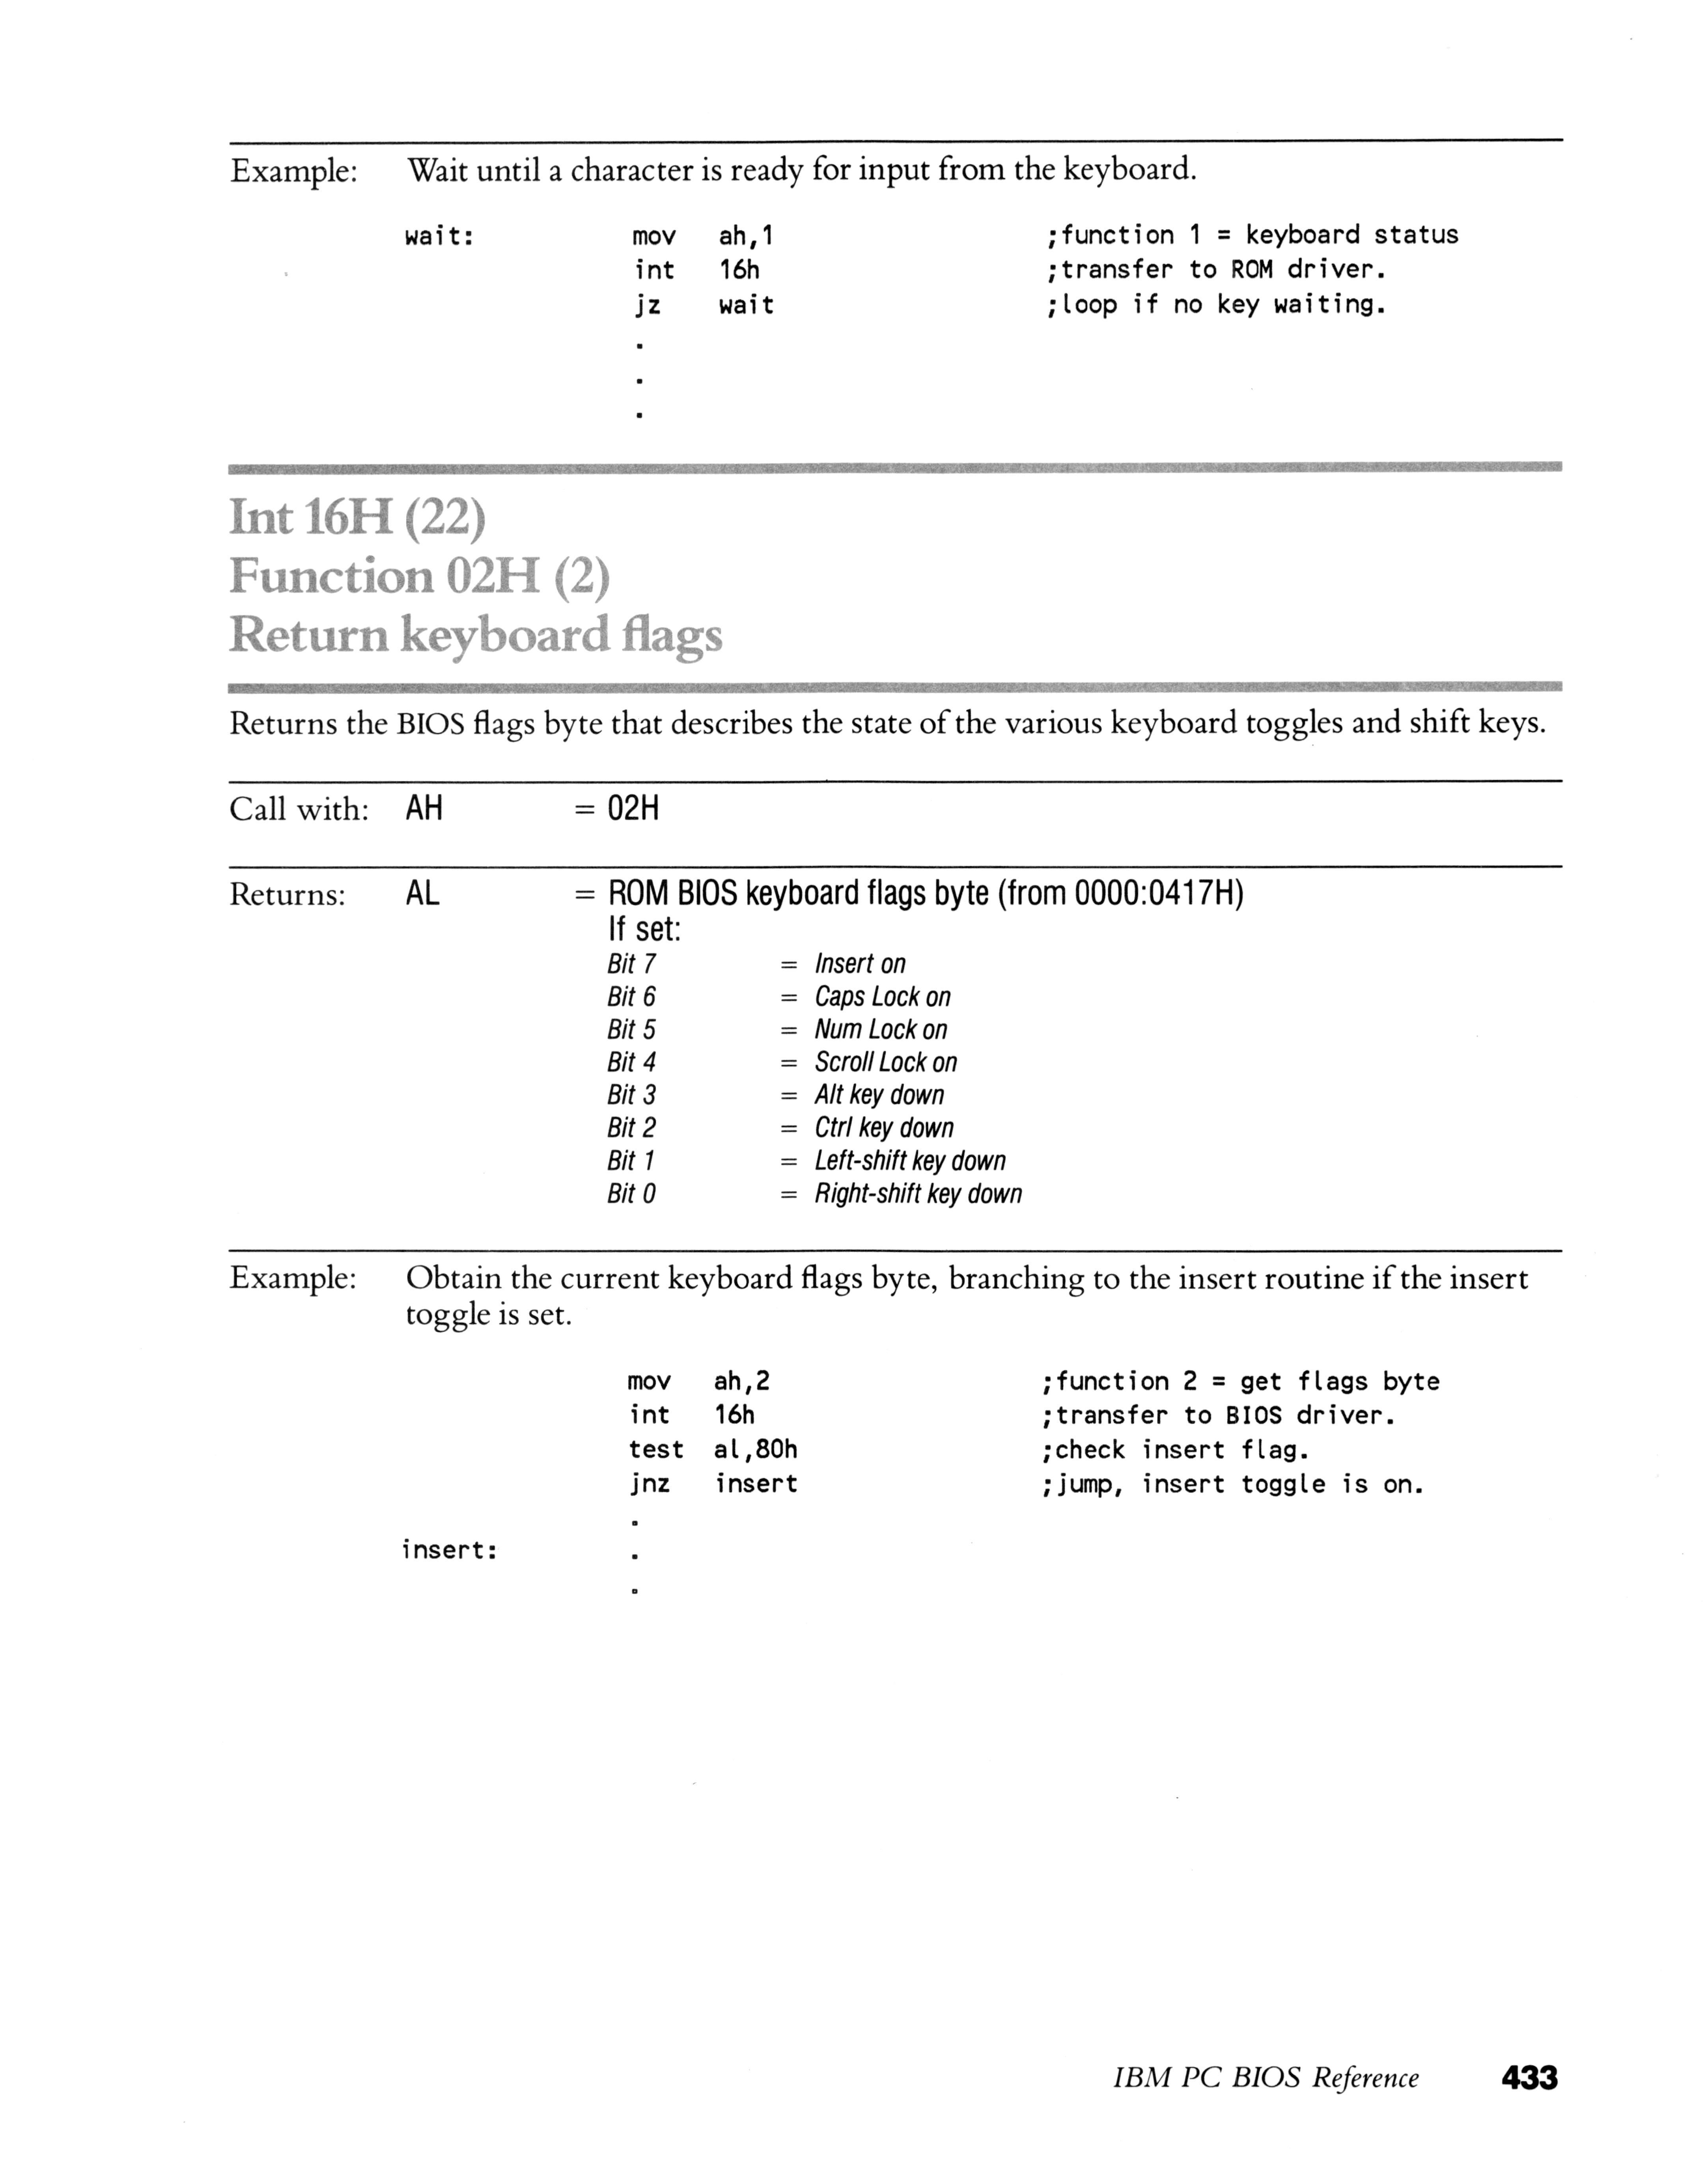 Example: Wait until a character is ready for input from the keyboard.
wait: mov ah,1 ;function 1 = keyboard status
int 16h ;transfer to ROM driver.
jz wait ;loop if no key waiting.
.
.
.
Int 16H (22)
Function 02H (2)
Return keyboard flags
Returns the BIOS flags byte that describes the state of the various keyboard toggles and shift keys.
Call with: AH = 02H
Returns: AL = ROM BIOS keyboard flags byte (from 0000:0417H)
If set:
Bit 7 = Insert on
Bit 6 = Caps Lock on
Bit 5 = Num Lock on
Bit 4 = Scroll Lock on
Bit 3 = Alt key down
Bit 2 = Ctrl key down
Bit 1 = Left-shift key down
Bit 0 = Right-shift key down
Example: Obtain the current keyboard flags byte, branching to the insert routine if the insert
toggle is set.
mov ah,2 ;function 2 = get flags byte
int 16h ;transfer to BIOS driver.
test al,80h ;check insert flag.
jnz insert ;jump, insert toggle is on.
.
insert: .
.
IBM PC BIOS Reference 433